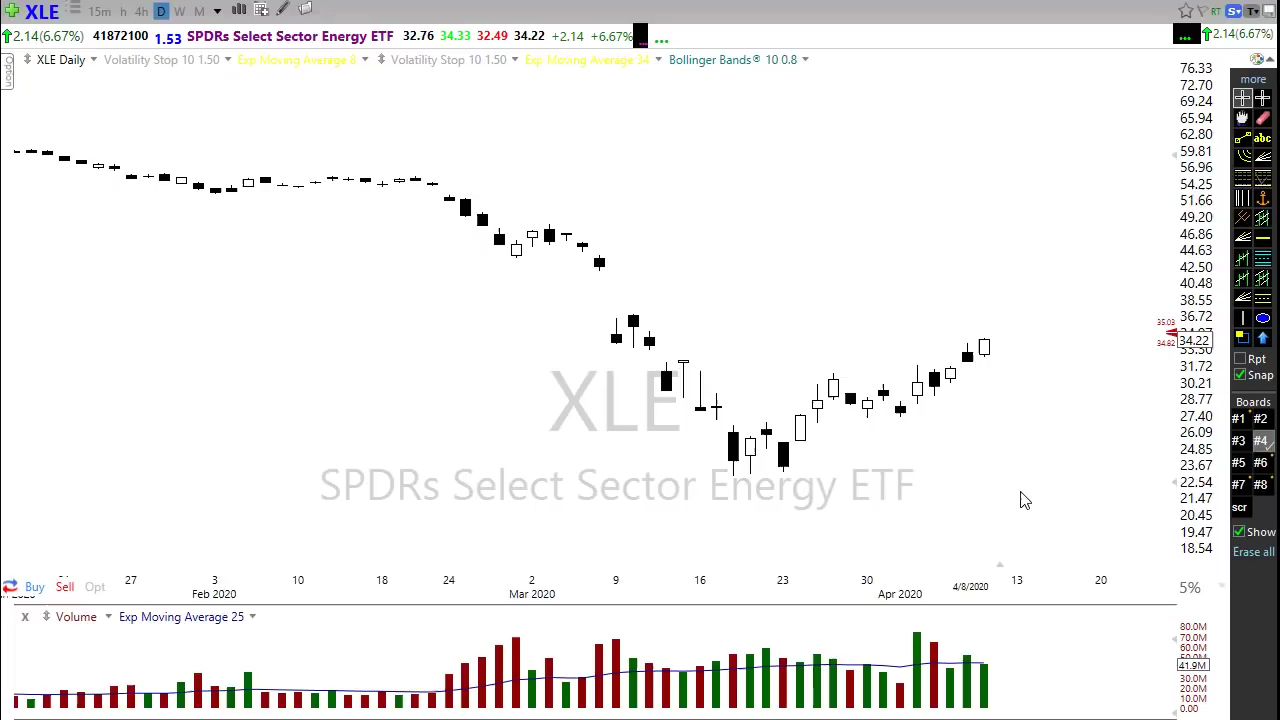 XLE 15m h 4h D W M RT S T
2.14(6.67%) 41872100 1.53 SPDRs Select Sector Energy ETF 32.76 34.33 32.49 34.22 +2.14 +6.67% ... ... 2.14(6.67%)
Option XLE Daily Volatility Stop 10 1.50 Exp Moving Average 8 Volatility Stop 10 1.50 Exp Moving Average 34 Bollinger Bands® 10 0.8
76.33
72.70
69.24
65.94
62.80
59.81
56.96
54.25
51.66
49.20
46.86
44.63
42.50
40.48
38.55
36.72
35.03
34.22
34.82
33.30
31.72
30.21
28.77
27.40
26.09
24.85
23.67
22.54
21.47
20.45
19.47
18.54
more
abc
Rpt
Snap
Boards
#1 #2
#3 #4
#5 #6
#7 #8
scr
Show
Erase all
XLE
SPDRs Select Sector Energy ETF
27 3 10 18 24 2 9 16 23 30 13 20
Feb 2020 Mar 2020 Apr 2020 4/8/2020
Buy Sell Opt 5%
x Volume Exp Moving Average 25
80.0M
70.0M
60.0M
41.9M
30.0M
20.0M
10.0M
0.00